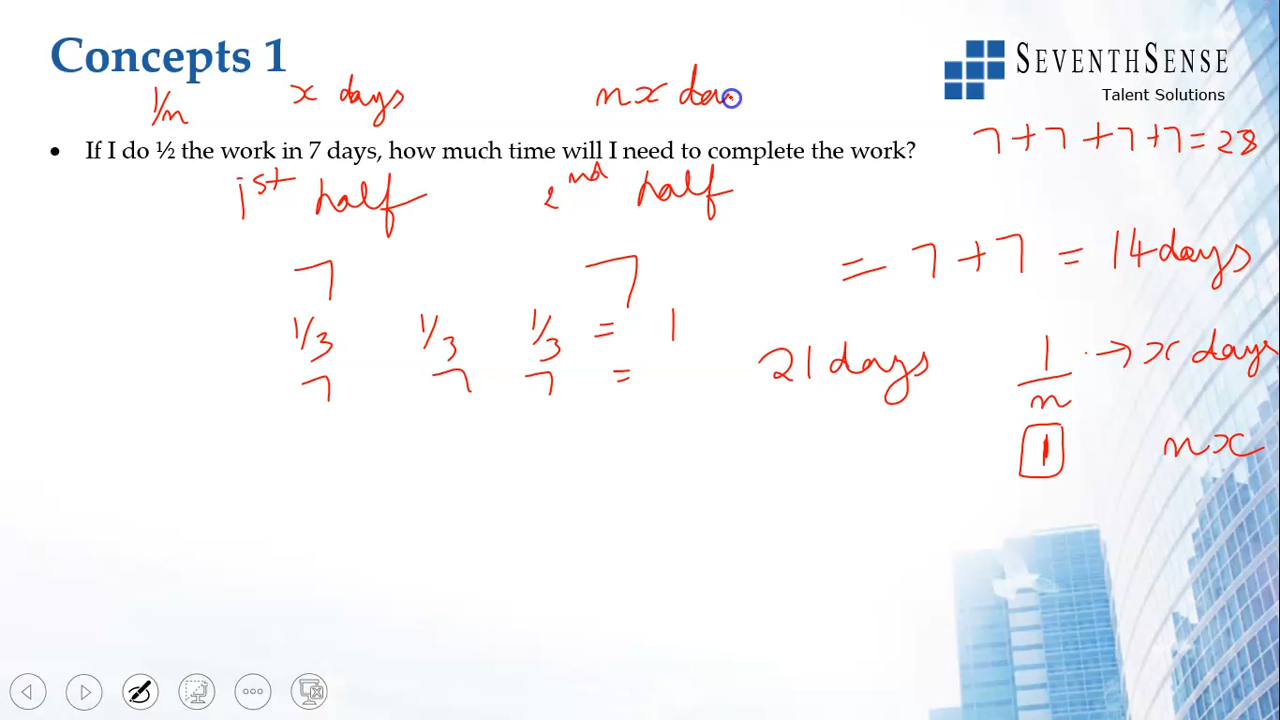 Concepts 1
SEVENTHSENSE
Talent Solutions
1/n x days nx da
7+7+7+7=28
• If I do ½ the work in 7 days, how much time will I need to complete the work?
1st half 2nd half
7 7 = 7+7 = 14 days
1/3 1/3 1/3 = 1
7 7 7 = 21 days
1/n → x days
1 nx